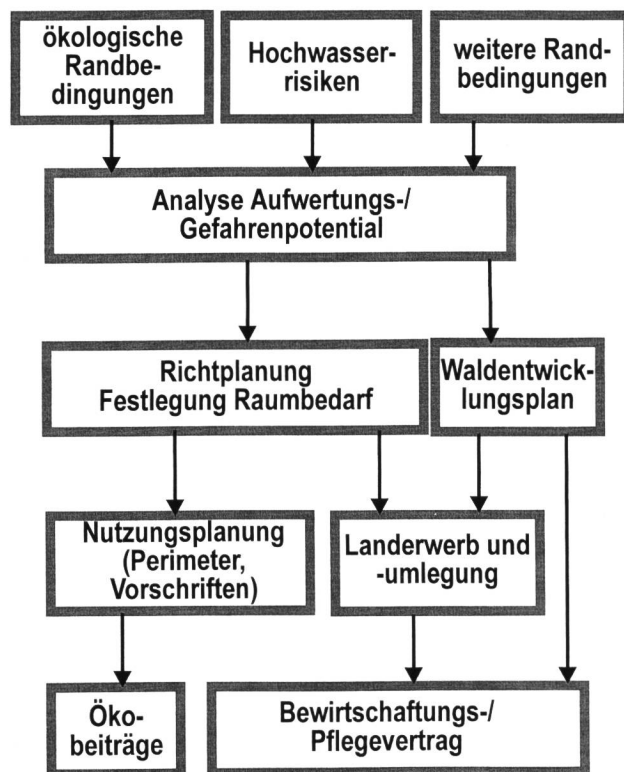 ökologische
Randbe-
dingungen
Hochwasser-
risiken
weitere Rand-
bedingungen
Analyse Aufwertungs-/
Gefahrenpotential
Richtplanung
Festlegung Raumbedarf
Waldentwick-
lungsplan
Nutzungsplanung
(Perimeter,
Vorschriften)
Landerwerb und
-umlegung
Öko-
beiträge
Bewirtschaftungs-/
Pflegevertrag